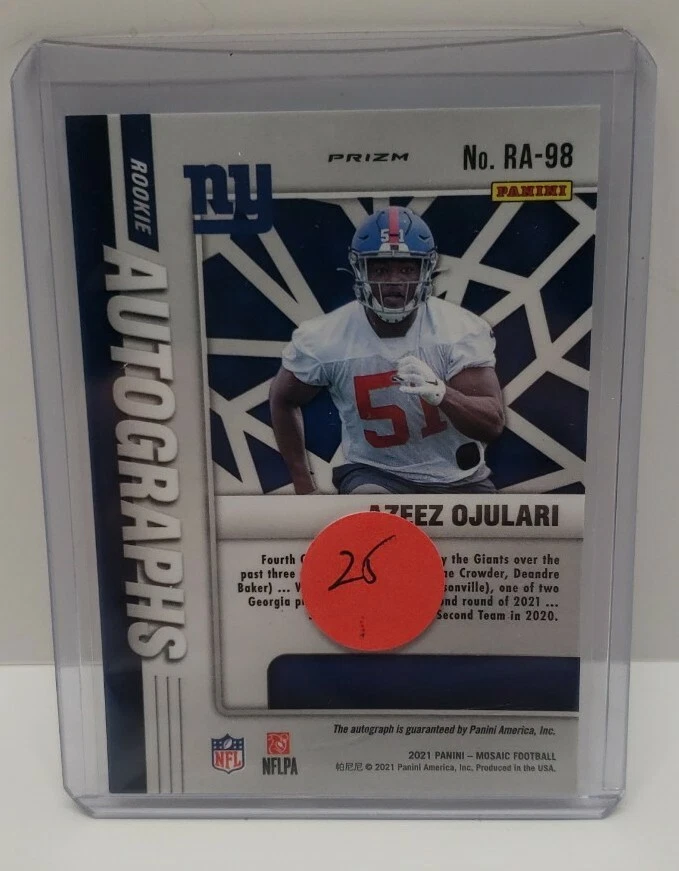 PRIZM
No. RA-98
PANINI
ny
ROOKIE
AUTOGRAPHS
51
51
AZEEZ OJULARI
Fourth y the Giants over the
past three Crowder, Deandre
Baker) ... sonville), one of two
Georgia round of 2021 ...
Second Team in 2020.
25
The autograph is guaranteed by Panini America, Inc.
NFL
NFLPA
2021 PANINI – MOSAIC FOOTBALL
帕尼尼 © 2021 Panini America, Inc. Produced in the USA.